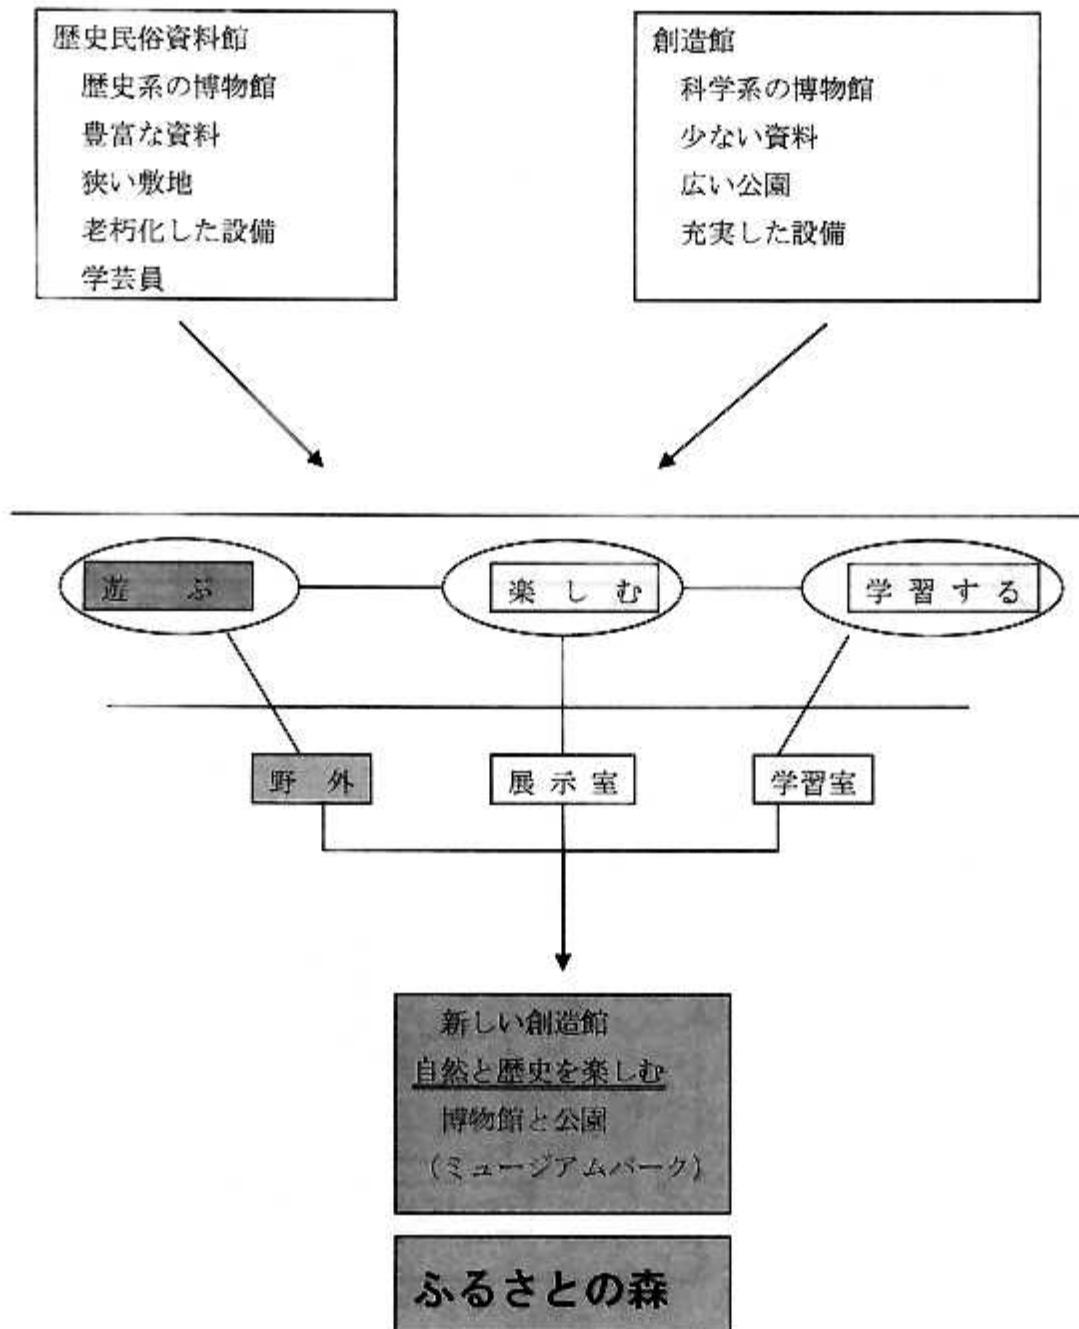 歴史民俗資料館
歴史系の博物館
豊富な資料
狭い敷地
老朽化した設備
学芸員
創造館
科学系の博物館
少ない資料
広い公園
充実した設備
遊ぶ
楽しむ
学習する
野外
展示室
学習室
新しい創造館
自然と歴史を楽しむ
博物館と公園
(ミュージアムパーク)
ふるさとの森